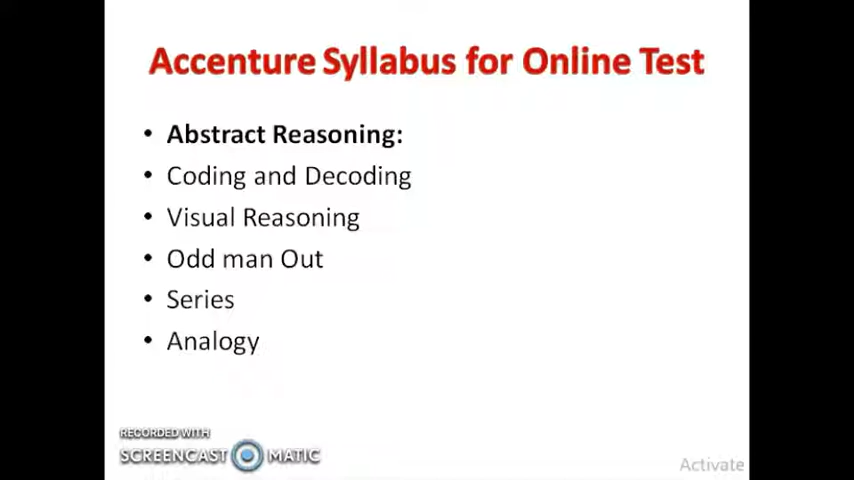 Accenture Syllabus for Online Test
• Abstract Reasoning:
• Coding and Decoding
• Visual Reasoning
• Odd man Out
• Series
• Analogy
RECORDED WITH
SCREENCAST MATIC
Activate